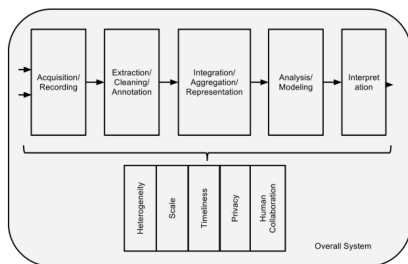 Acquisition/
Recording
Extraction/
Cleaning/
Annotation
Integration/
Aggregation/
Representation
Analysis/
Modeling
Interpret
ation
Heterogeneity
Scale
Timeliness
Privacy
Human
Collaboration
Overall System